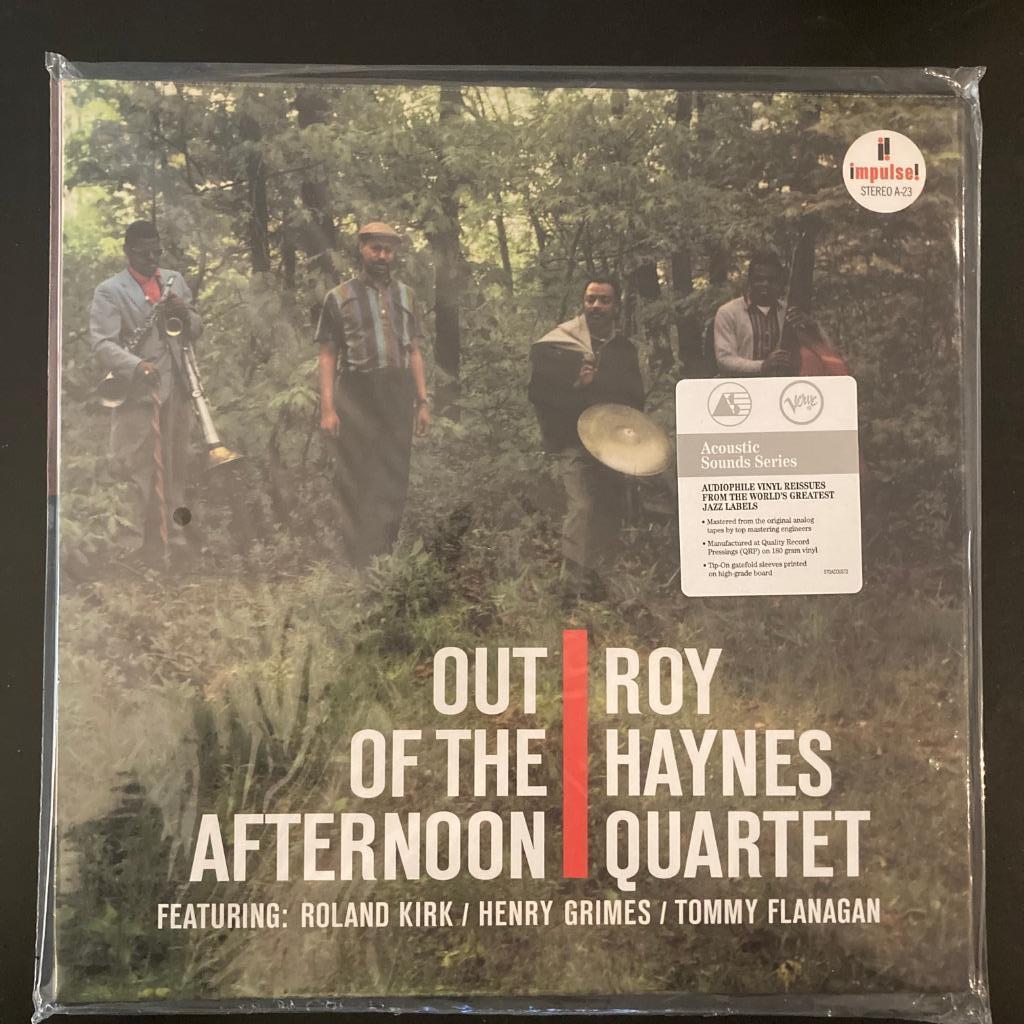 impulse!
STEREO A-23
Verve
Acoustic
Sounds Series
AUDIOPHILE VINYL REISSUES
FROM THE WORLD'S GREATEST
JAZZ LABELS
• Mastered from the original analog
tapes by top mastering engineers
• Manufactured at Quality Record
Pressings (QRP) on 180 gram vinyl
• Tip-On gatefold sleeves printed
on high-grade board
OUT
OF THE
AFTERNOON
ROY
HAYNES
QUARTET
FEATURING: ROLAND KIRK / HENRY GRIMES / TOMMY FLANAGAN